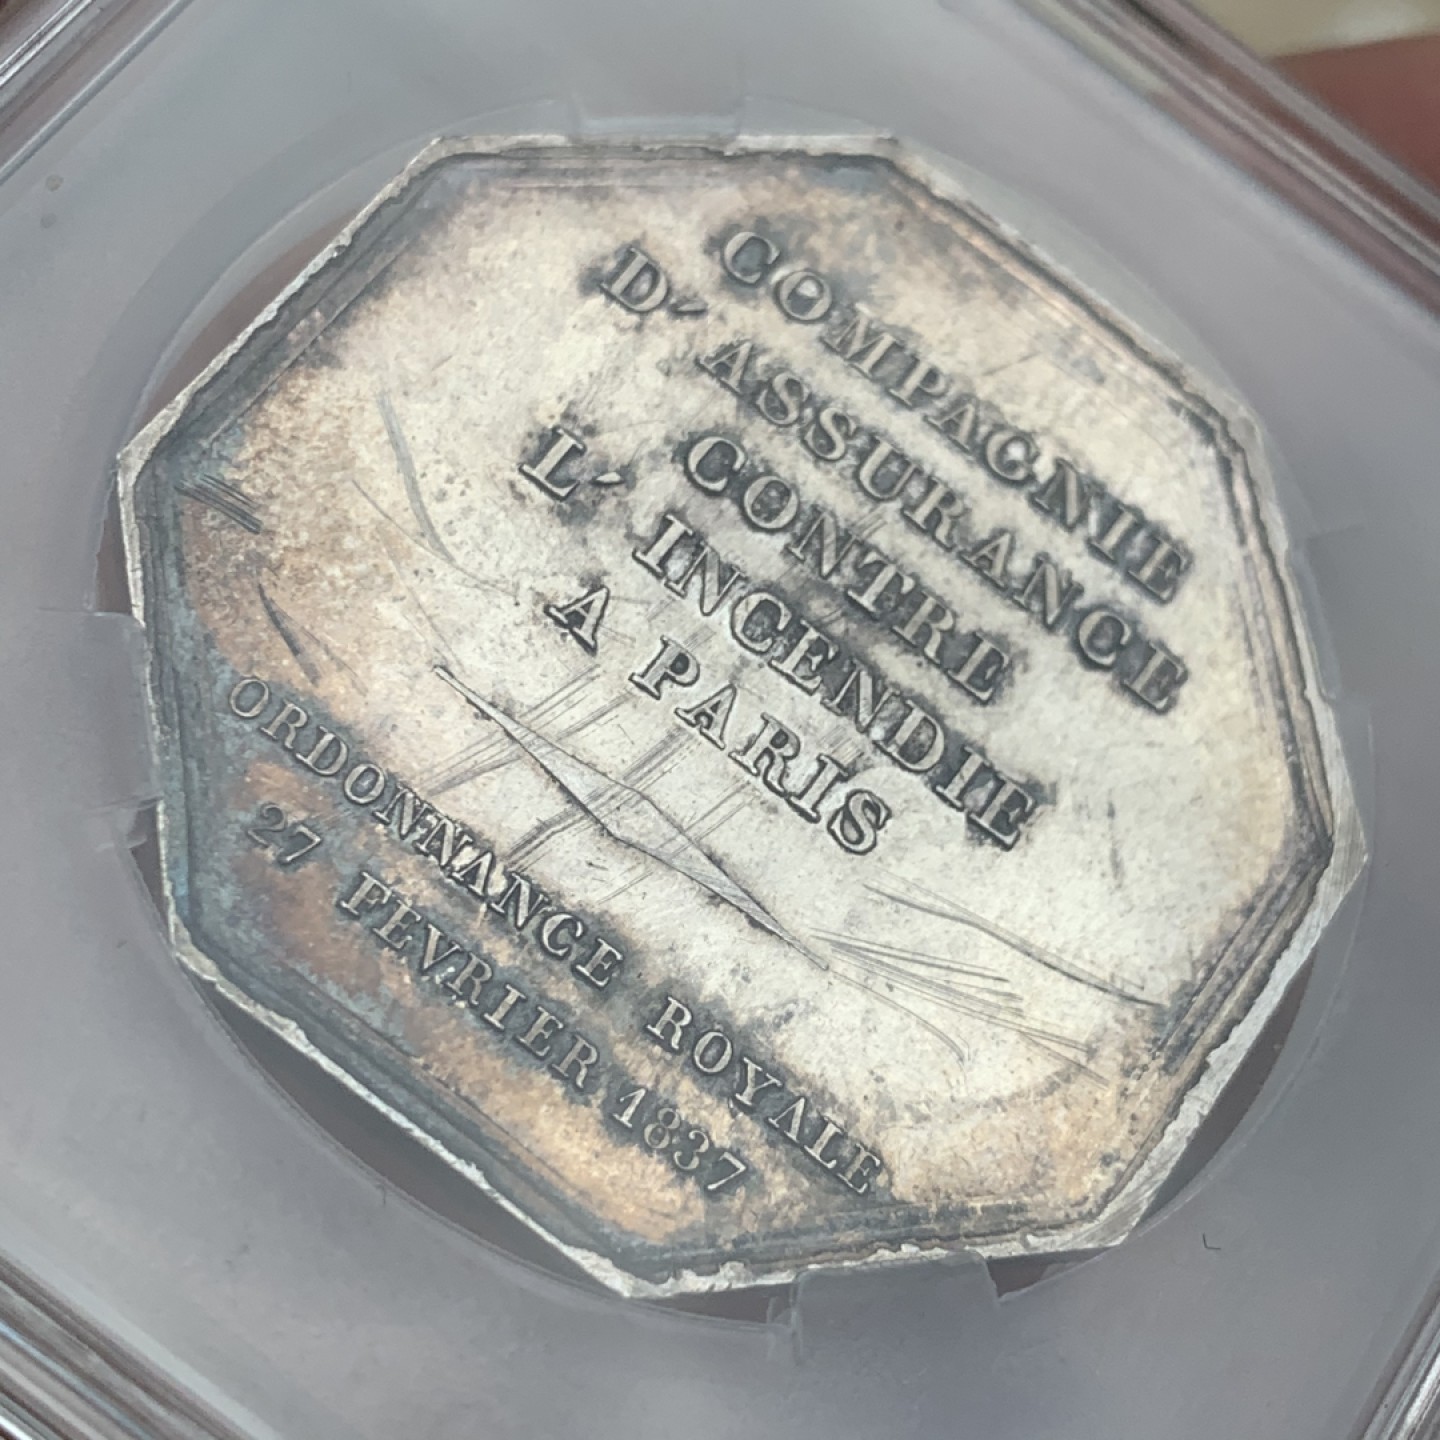 COMPAGNIE
D' ASSURANCE
CONTRE
L' INCENDIE
A PARIS
ORDONNANCE ROYALE
27 FEVRIER 1837